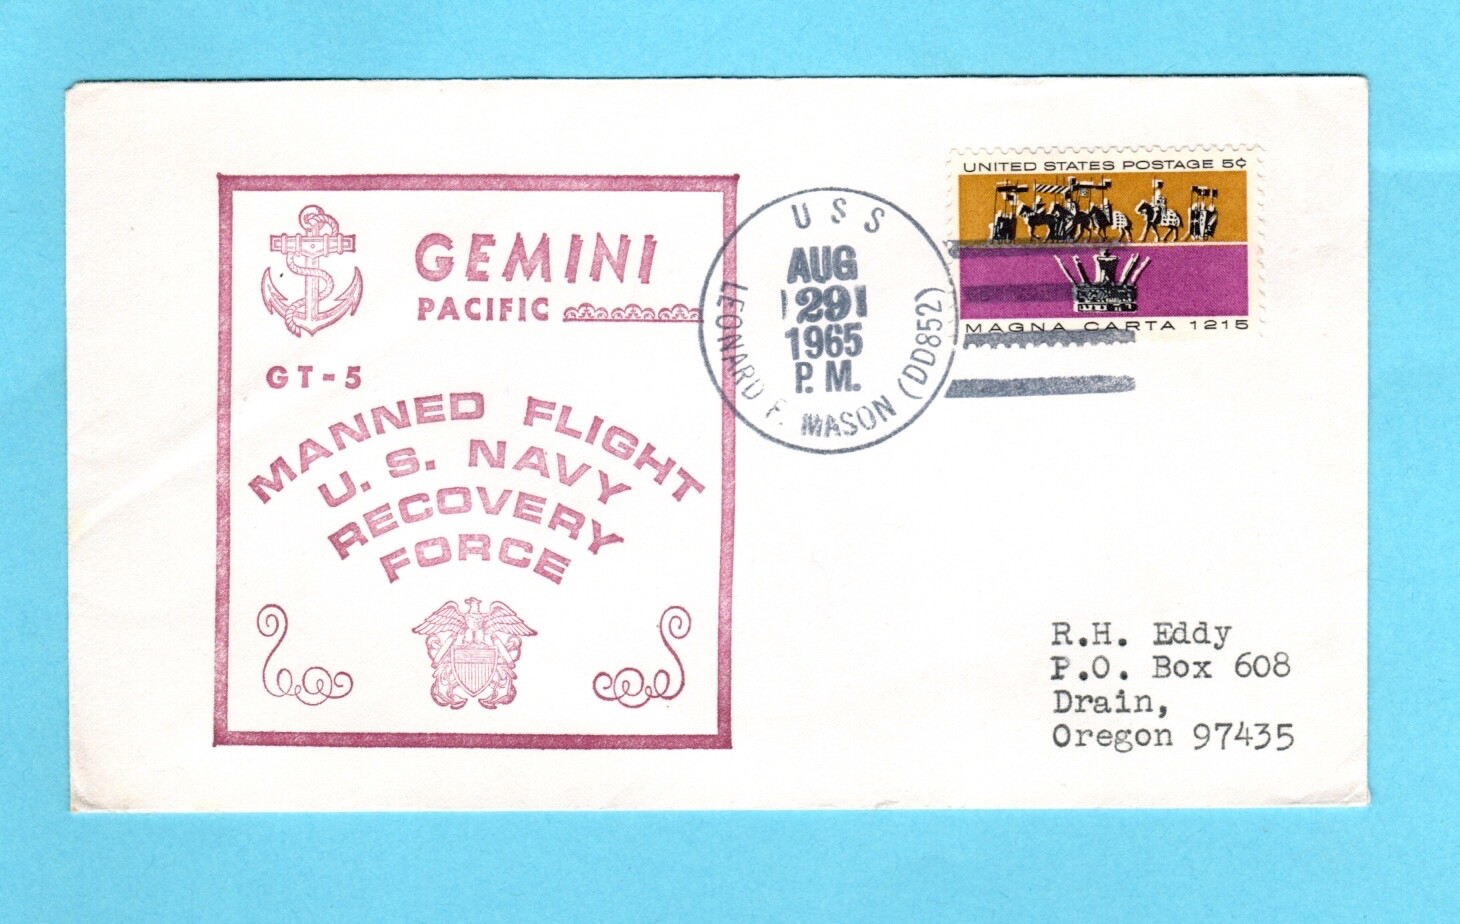 GEMINI
PACIFIC
GT-5
MANNED FLIGHT
U. S. NAVY
RECOVERY
FORCE
USS
LEONARD F. MASON (DD852)
AUG
29
1965
P. M.
UNITED STATES POSTAGE 5¢
MAGNA CARTA 1215
R.H. Eddy
P.O. Box 608
Drain,
Oregon 97435